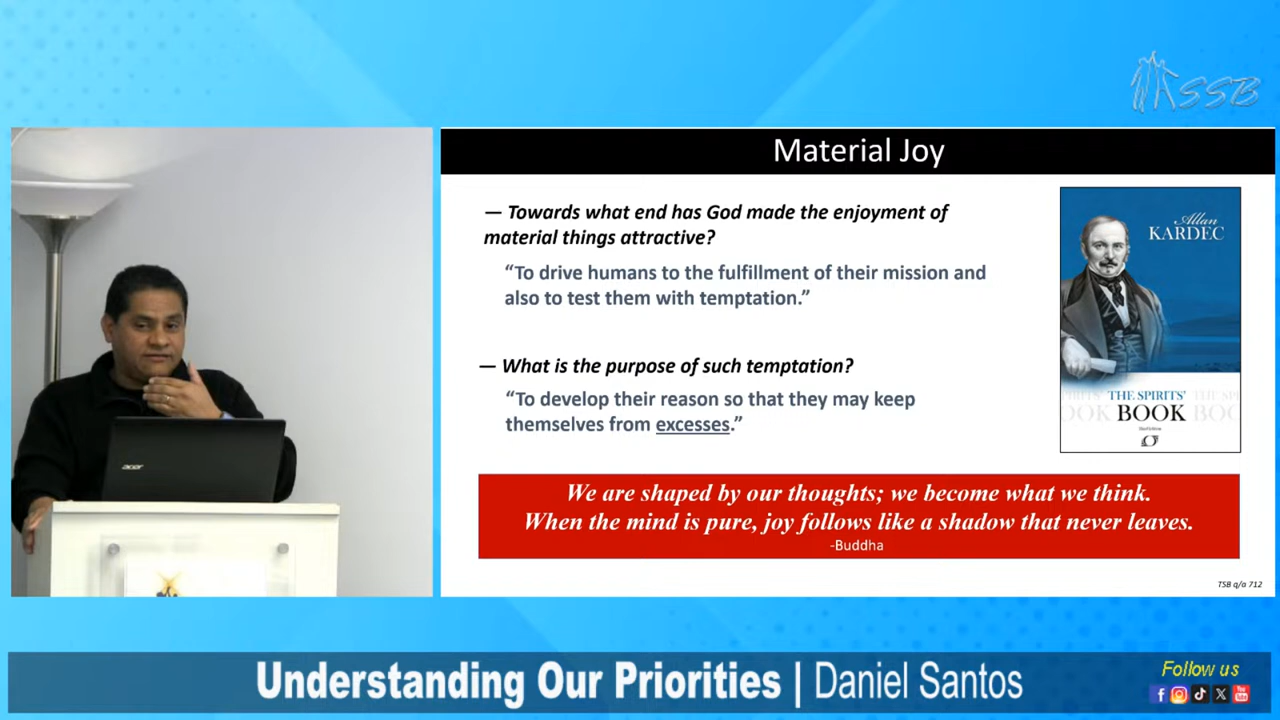 SSB
Material Joy
— Towards what end has God made the enjoyment of
material things attractive?
“To drive humans to the fulfillment of their mission and
also to test them with temptation.”
— What is the purpose of such temptation?
“To develop their reason so that they may keep
themselves from excesses.”
Allan
KARDEC
THE SPIRITS’
BOOK
We are shaped by our thoughts; we become what we think.
When the mind is pure, joy follows like a shadow that never leaves.
-Buddha
TSB q/a 712
acer
Understanding Our Priorities | Daniel Santos
Follow us